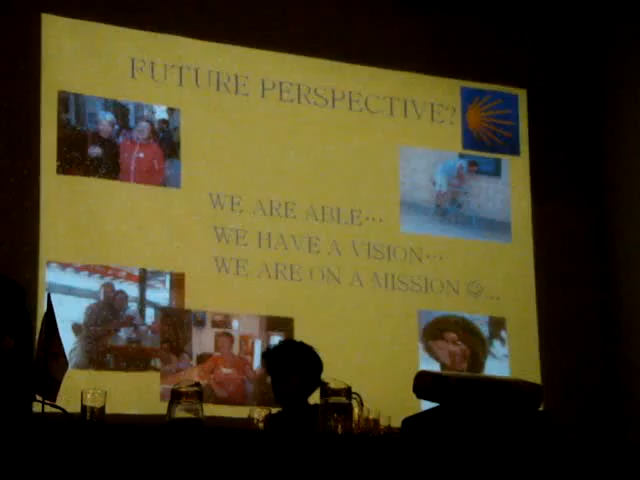 FUTURE PERSPECTIVE?
WE ARE ABLE...
WE HAVE A VISION...
WE ARE ON A MISSION ☺...